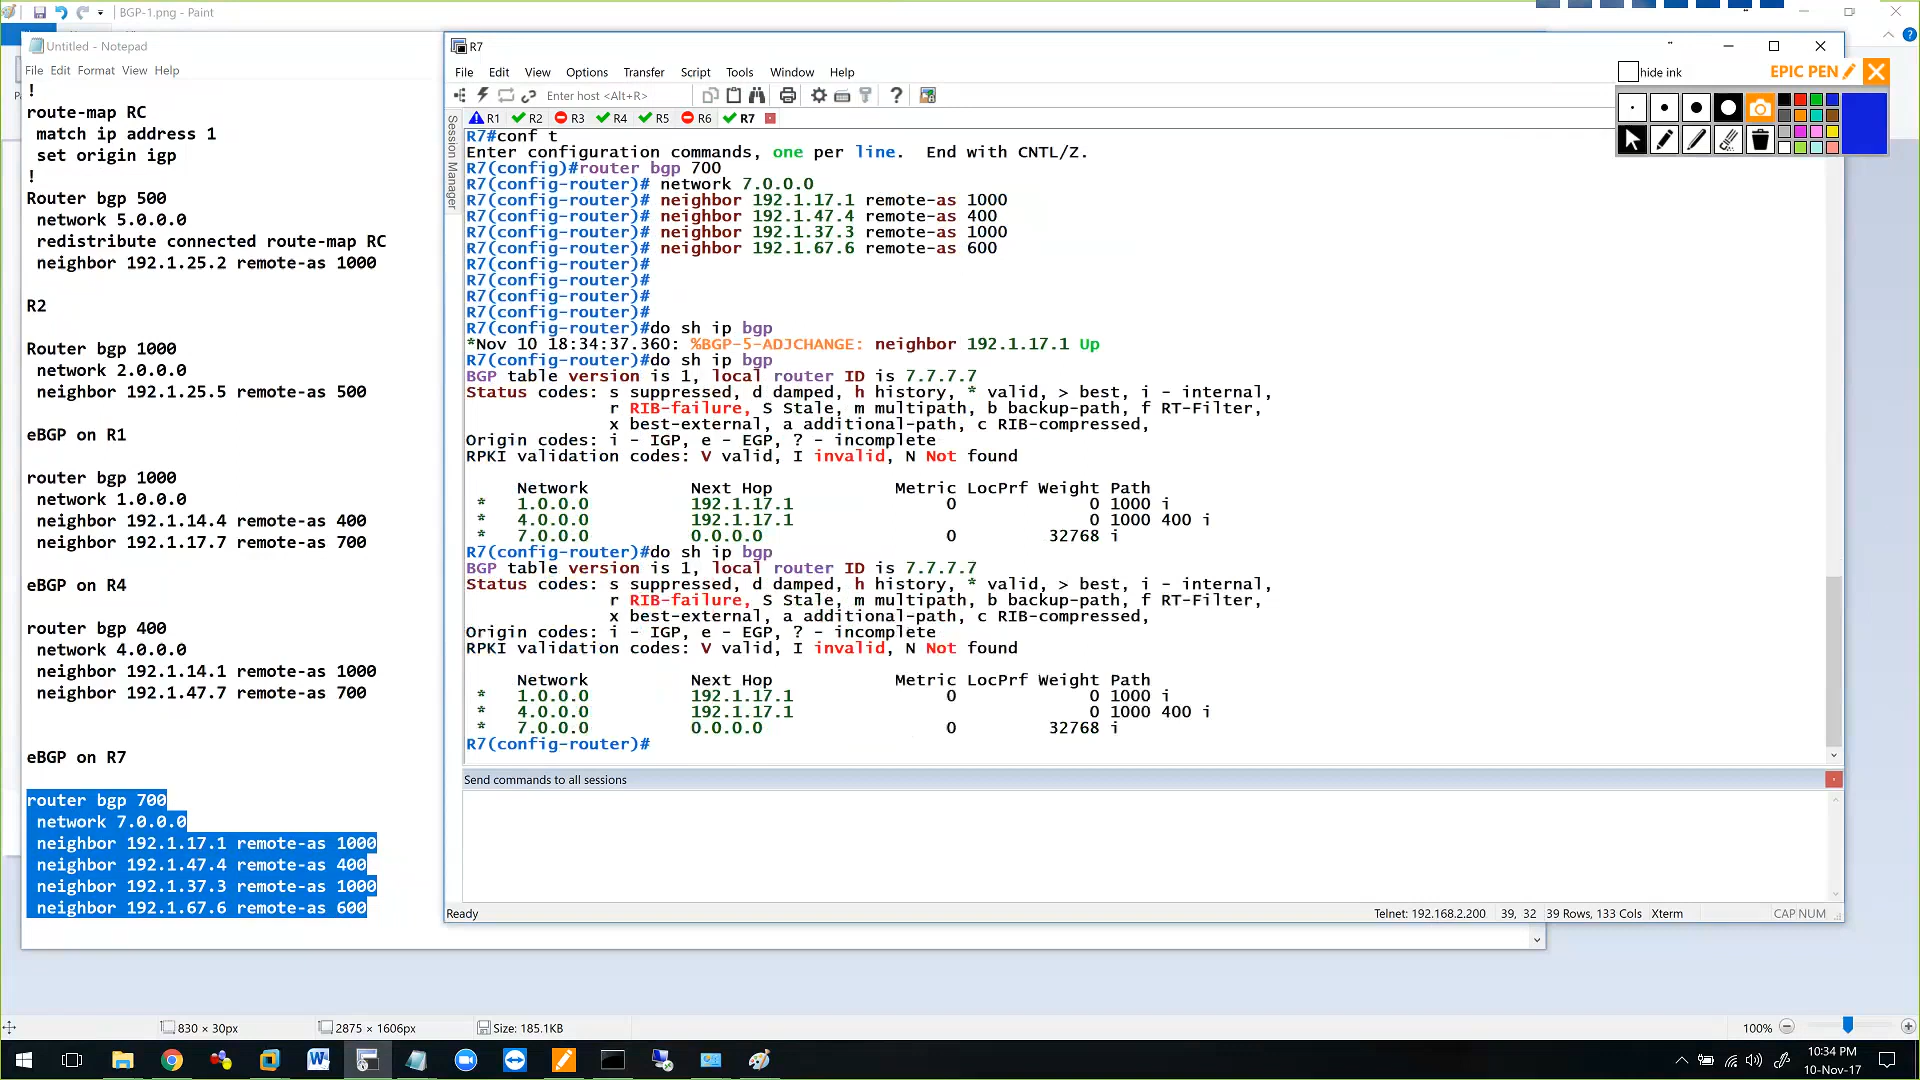 BGP-1.png - Paint
Untitled - Notepad
File Edit Format View Help
!
route-map RC
match ip address 1
set origin igp
!
Router bgp 500
network 5.0.0.0
redistribute connected route-map RC
neighbor 192.1.25.2 remote-as 1000
R2
Router bgp 1000
network 2.0.0.0
neighbor 192.1.25.5 remote-as 500
eBGP on R1
router bgp 1000
network 1.0.0.0
neighbor 192.1.14.4 remote-as 400
neighbor 192.1.17.7 remote-as 700
eBGP on R4
router bgp 400
network 4.0.0.0
neighbor 192.1.14.1 remote-as 1000
neighbor 192.1.47.7 remote-as 700
eBGP on R7
router bgp 700
network 7.0.0.0
neighbor 192.1.17.1 remote-as 1000
neighbor 192.1.47.4 remote-as 400
neighbor 192.1.37.3 remote-as 1000
neighbor 192.1.67.6 remote-as 600
R7
File Edit View Options Transfer Script Tools Window Help
Enter host <Alt+R>
Session Manager
R1 R2 R3 R4 R5 R6 R7
R7#conf t
Enter configuration commands, one per line. End with CNTL/Z.
R7(config)#router bgp 700
R7(config-router)# network 7.0.0.0
R7(config-router)# neighbor 192.1.17.1 remote-as 1000
R7(config-router)# neighbor 192.1.47.4 remote-as 400
R7(config-router)# neighbor 192.1.37.3 remote-as 1000
R7(config-router)# neighbor 192.1.67.6 remote-as 600
R7(config-router)#
R7(config-router)#
R7(config-router)#
R7(config-router)#
R7(config-router)#do sh ip bgp
*Nov 10 18:34:37.360: %BGP-5-ADJCHANGE: neighbor 192.1.17.1 Up
R7(config-router)#do sh ip bgp
BGP table version is 1, local router ID is 7.7.7.7
Status codes: s suppressed, d damped, h history, * valid, > best, i - internal,
r RIB-failure, S Stale, m multipath, b backup-path, f RT-Filter,
x best-external, a additional-path, c RIB-compressed,
Origin codes: i - IGP, e - EGP, ? - incomplete
RPKI validation codes: V valid, I invalid, N Not found
Network Next Hop Metric LocPrf Weight Path
* 1.0.0.0 192.1.17.1 0 0 1000 i
* 4.0.0.0 192.1.17.1 0 1000 400 i
* 7.0.0.0 0.0.0.0 0 32768 i
R7(config-router)#do sh ip bgp
BGP table version is 1, local router ID is 7.7.7.7
Status codes: s suppressed, d damped, h history, * valid, > best, i - internal,
r RIB-failure, S Stale, m multipath, b backup-path, f RT-Filter,
x best-external, a additional-path, c RIB-compressed,
Origin codes: i - IGP, e - EGP, ? - incomplete
RPKI validation codes: V valid, I invalid, N Not found
Network Next Hop Metric LocPrf Weight Path
* 1.0.0.0 192.1.17.1 0 0 1000 i
* 4.0.0.0 192.1.17.1 0 1000 400 i
* 7.0.0.0 0.0.0.0 0 32768 i
R7(config-router)#
Send commands to all sessions
Ready Telnet: 192.168.2.200 39, 32 39 Rows, 133 Cols Xterm CAP NUM
hide ink EPIC PEN
830 × 30px 2875 × 1606px Size: 185.1KB 100%
10:34 PM
10-Nov-17